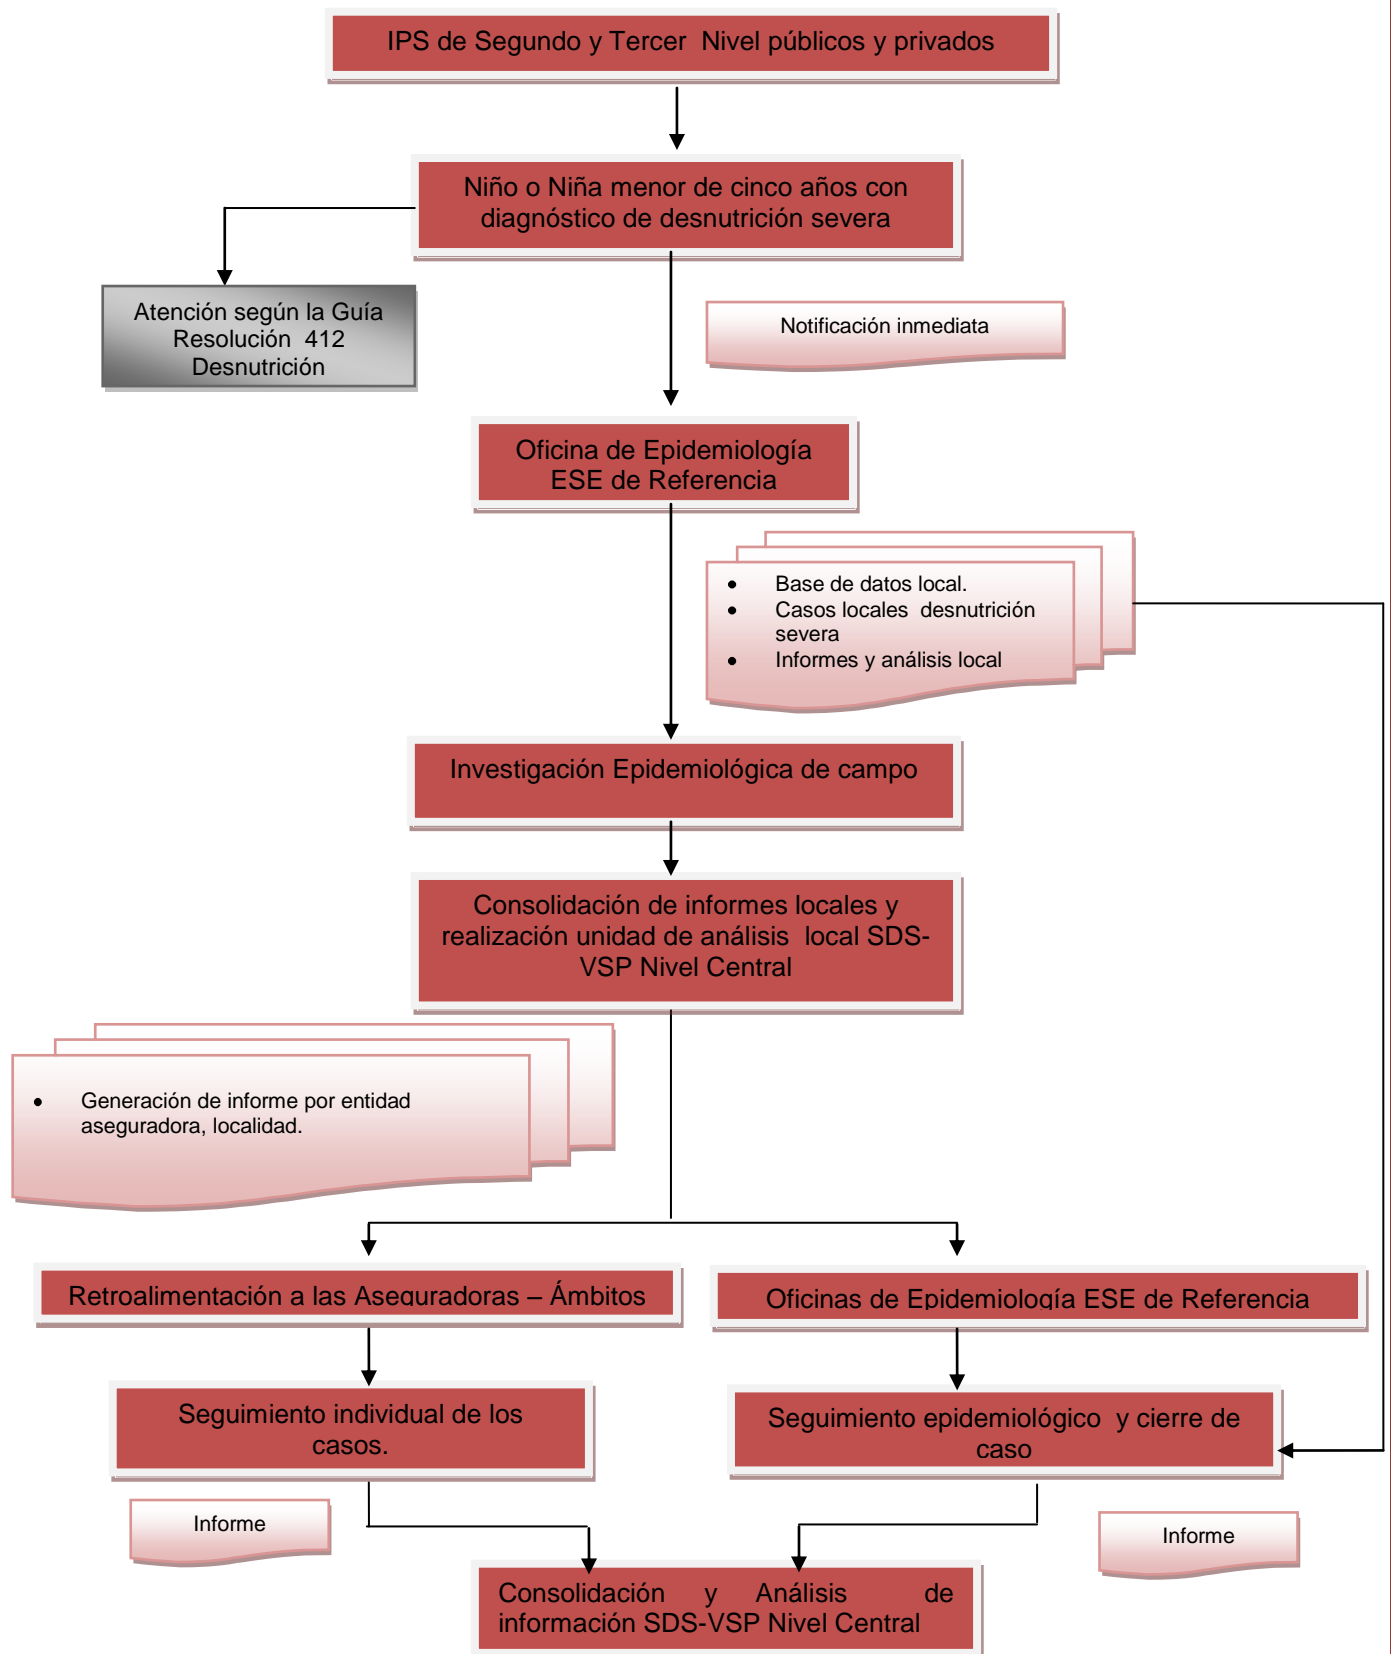 IPS de Segundo y Tercer Nivel públicos y privados
Niño o Niña menor de cinco años con
diagnóstico de desnutrición severa
Atención según la Guía
Resolución 412
Desnutrición
Notificación inmediata
Oficina de Epidemiología
ESE de Referencia
• Base de datos local.
• Casos locales desnutrición
severa
• Informes y análisis local
Investigación Epidemiológica de campo
Consolidación de informes locales y
realización unidad de análisis local SDS-
VSP Nivel Central
• Generación de informe por entidad
aseguradora, localidad.
Retroalimentación a las Aseguradoras – Ámbitos
Oficinas de Epidemiología ESE de Referencia
Seguimiento individual de los
casos.
Seguimiento epidemiológico y cierre de
caso
Informe
Informe
Consolidación y Análisis de
información SDS-VSP Nivel Central